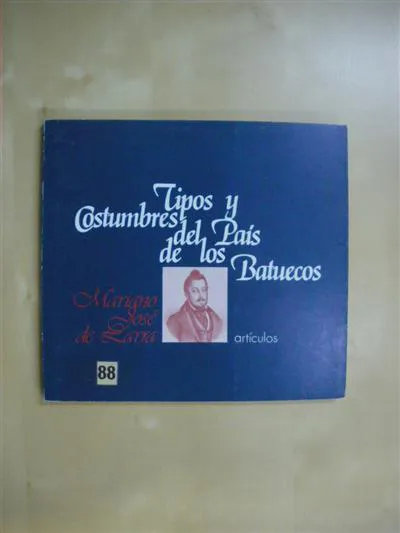 Tipos y
Costumbres
del País
de los
Batuecos
Mariano
José
de Larra
artículos
88